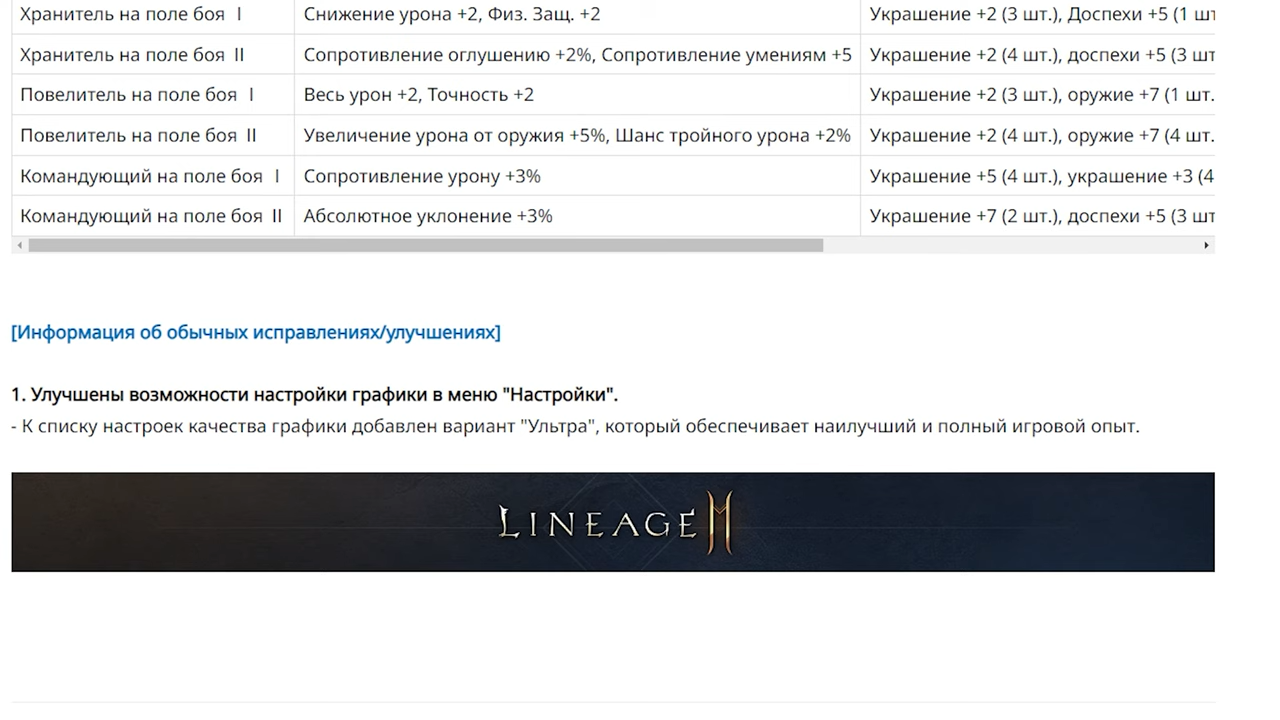 Хранитель на поле боя I Снижение урона +2, Физ. Защ. +2 Украшение +2 (3 шт.), Доспехи +5 (1 шт
Хранитель на поле боя II Сопротивление оглушению +2%, Сопротивление умениям +5 Украшение +2 (4 шт.), доспехи +5 (3 шт
Повелитель на поле боя I Весь урон +2, Точность +2 Украшение +2 (3 шт.), оружие +7 (1 шт.
Повелитель на поле боя II Увеличение урона от оружия +5%, Шанс тройного урона +2% Украшение +2 (4 шт.), оружие +7 (4 шт.
Командующий на поле боя I Сопротивление урону +3% Украшение +5 (4 шт.), украшение +3 (4
Командующий на поле боя II Абсолютное уклонение +3% Украшение +7 (2 шт.), доспехи +5 (3 шт
[Информация об обычных исправлениях/улучшениях]
1. Улучшены возможности настройки графики в меню "Настройки".
- К списку настроек качества графики добавлен вариант "Ультра", который обеспечивает наилучший и полный игровой опыт.
LINEAGE M